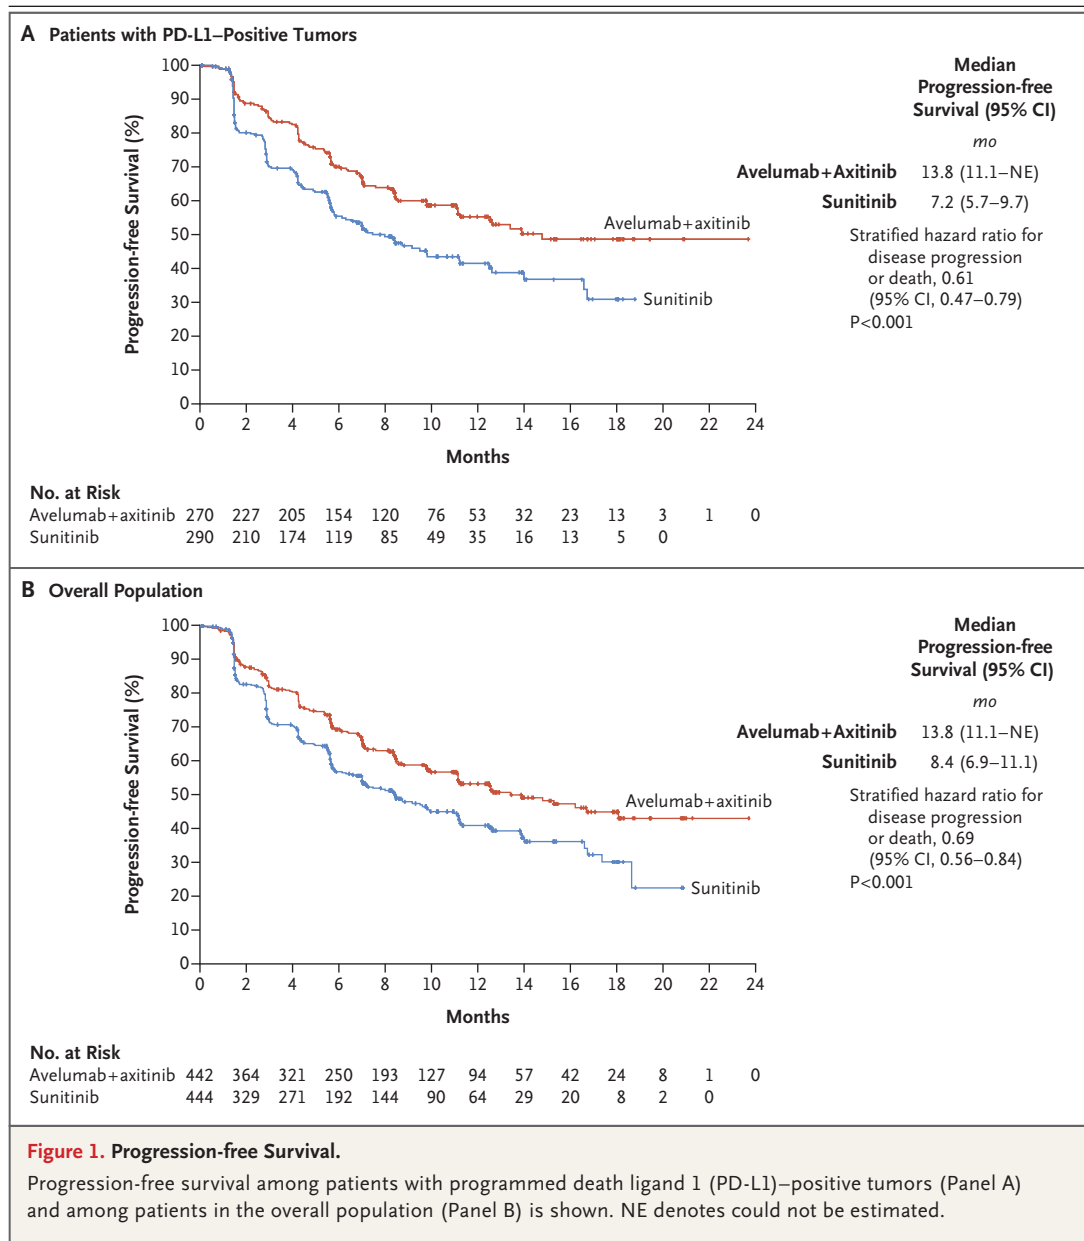 A Patients with PD-L1–Positive Tumors
100
90
80
70
60
50
40
30
20
10
0
Progression-free Survival (%)
0 2 4 6 8 10 12 14 16 18 20 22 24
Months
Avelumab+axitinib
Sunitinib
Median
Progression-free
Survival (95% CI)
mo
Avelumab+Axitinib 13.8 (11.1–NE)
Sunitinib 7.2 (5.7–9.7)
Stratified hazard ratio for
disease progression
or death, 0.61
(95% CI, 0.47–0.79)
P<0.001
No. at Risk
Avelumab+axitinib 270 227 205 154 120 76 53 32 23 13 3 1 0
Sunitinib 290 210 174 119 85 49 35 16 13 5 0
B Overall Population
100
90
80
70
60
50
40
30
20
10
0
Progression-free Survival (%)
0 2 4 6 8 10 12 14 16 18 20 22 24
Months
Avelumab+axitinib
Sunitinib
Median
Progression-free
Survival (95% CI)
mo
Avelumab+Axitinib 13.8 (11.1–NE)
Sunitinib 8.4 (6.9–11.1)
Stratified hazard ratio for
disease progression
or death, 0.69
(95% CI, 0.56–0.84)
P<0.001
No. at Risk
Avelumab+axitinib 442 364 321 250 193 127 94 57 42 24 8 1 0
Sunitinib 444 329 271 192 144 90 64 29 20 8 2 0
Figure 1. Progression-free Survival.
Progression-free survival among patients with programmed death ligand 1 (PD-L1)–positive tumors (Panel A)
and among patients in the overall population (Panel B) is shown. NE denotes could not be estimated.